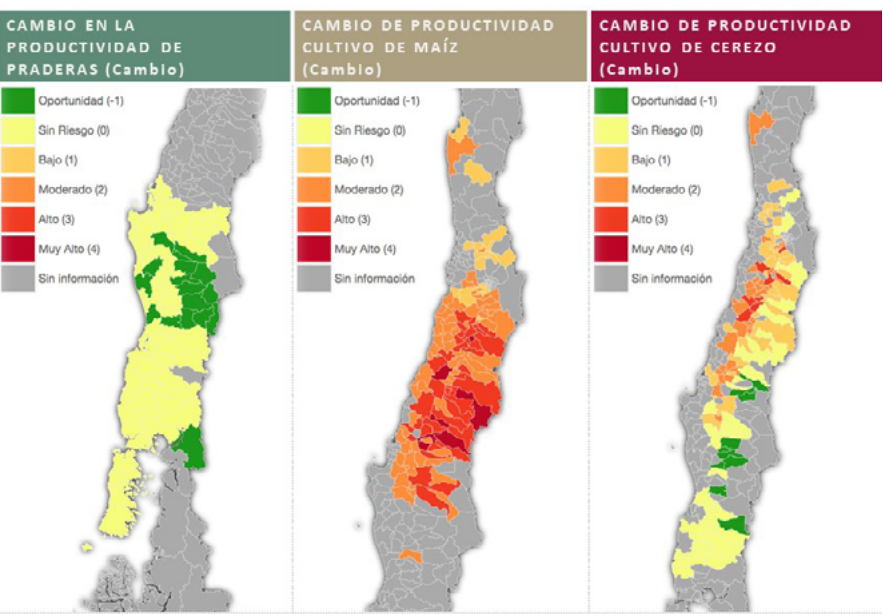 CAMBIO EN LA
PRODUCTIVIDAD DE
PRADERAS (Cambio)
Oportunidad (-1)
Sin Riesgo (0)
Bajo (1)
Moderado (2)
Alto (3)
Muy Alto (4)
Sin información
CAMBIO DE PRODUCTIVIDAD
CULTIVO DE MAÍZ
(Cambio)
Oportunidad (-1)
Sin Riesgo (0)
Bajo (1)
Moderado (2)
Alto (3)
Muy Alto (4)
Sin información
CAMBIO DE PRODUCTIVIDAD
CULTIVO DE CEREZO
(Cambio)
Oportunidad (-1)
Sin Riesgo (0)
Bajo (1)
Moderado (2)
Alto (3)
Muy Alto (4)
Sin información